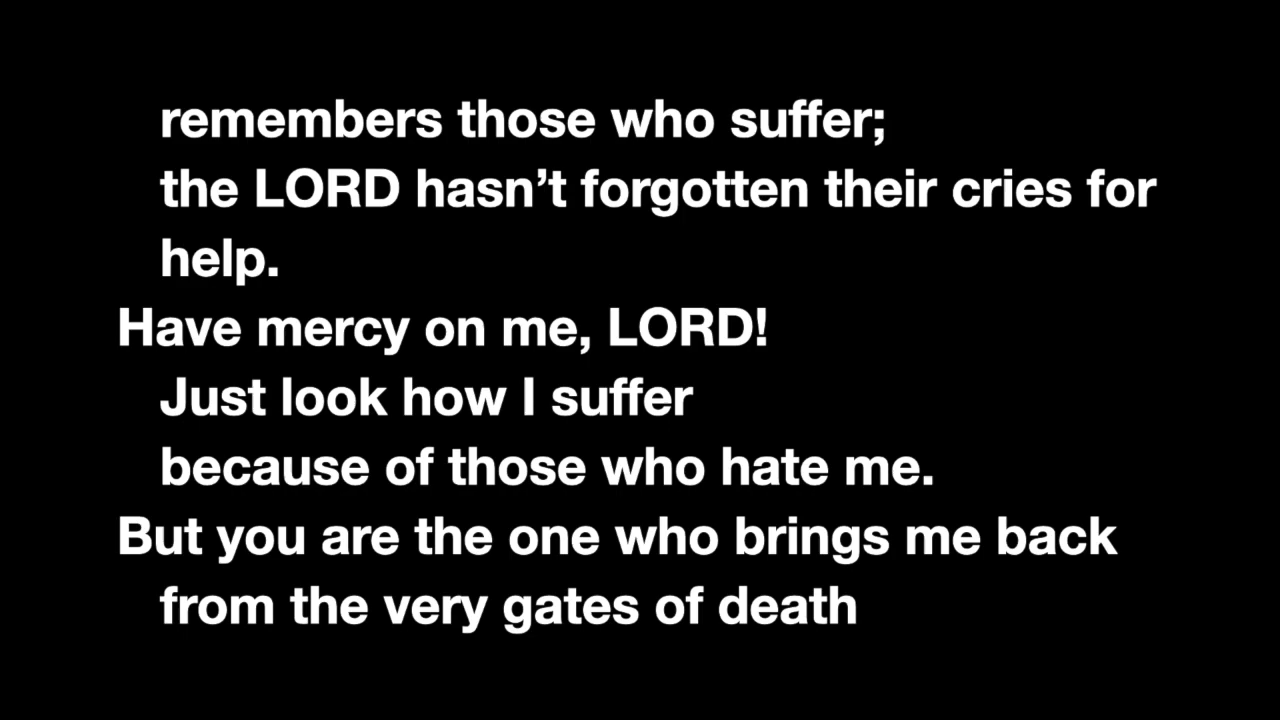 remembers those who suffer;
the LORD hasn’t forgotten their cries for
help.
Have mercy on me, LORD!
Just look how I suffer
because of those who hate me.
But you are the one who brings me back
from the very gates of death